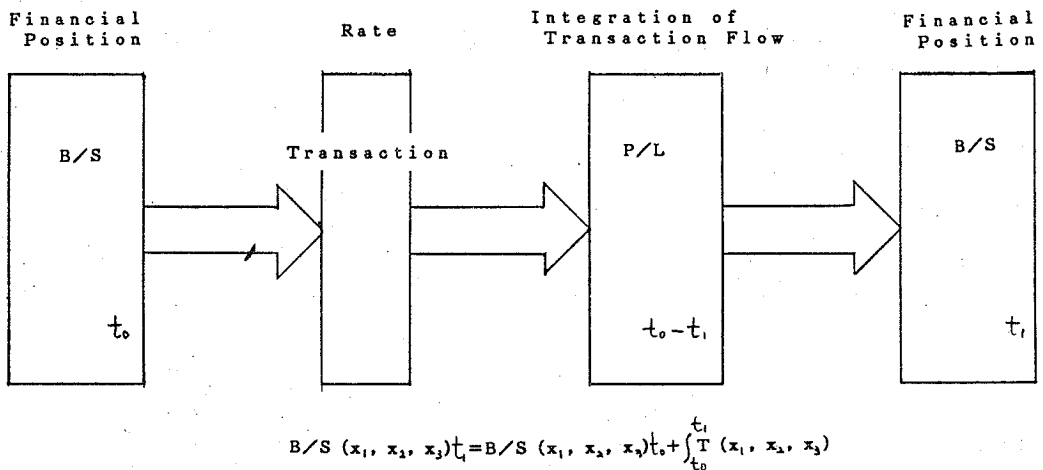 Financial
Position
Rate
Integration of
Transaction Flow
Financial
Position
B/S
Transaction
P/L
B/S
t₀
t₀-t₁
t₁
B/S (x₁, x₂, x₃)t₁=B/S (x₁, x₂, x₃)t₀+∫t₀t₁T (x₁, x₂, x₃)